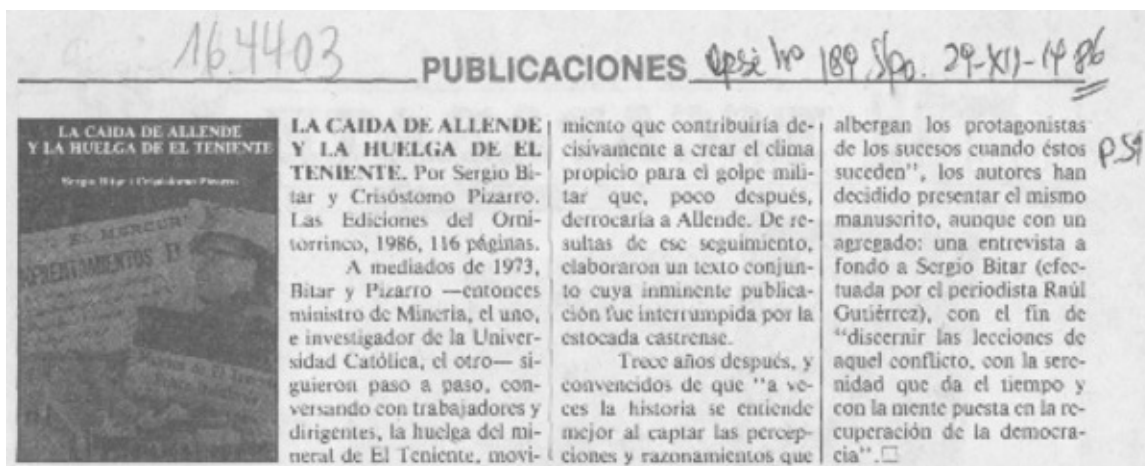 164403
PUBLICACIONES
Apsi no 189, Spo. 29-XII-1986
p.59
LA CAIDA DE ALLENDE
Y LA HUELGA DE EL TENIENTE
Sergio Bitar i Crisóstomo Pizarro
EL MERCUR
LA CAIDA DE ALLENDE
Y LA HUELGA DE EL
TENIENTE. Por Sergio Bi-
tar y Crisóstomo Pizarro.
Las Ediciones del Orni-
torrinco, 1986, 116 páginas.
A mediados de 1973,
Bitar y Pizarro —entonces
ministro de Minería, el uno,
e investigador de la Univer-
sidad Católica, el otro— si-
guieron paso a paso, con-
versando con trabajadores y
dirigentes, la huelga del mi-
neral de El Teniente, movi-
miento que contribuiría de-
cisivamente a crear el clima
propicio para el golpe mili-
tar que, poco después,
derrocaría a Allende. De re-
sultas de ese seguimiento,
elaboraron un texto conjun-
to cuya inminente publica-
ción fue interrumpida por la
estocada castrense.
Trece años después, y
convencidos de que "a ve-
ces la historia se entiende
mejor al captar las percep-
ciones y razonamientos que
albergan los protagonistas
de los sucesos cuando éstos
suceden", los autores han
decidido presentar el mismo
manuscrito, aunque con un
agregado: una entrevista a
fondo a Sergio Bitar (efec-
tuada por el periodista Raúl
Gutiérrez), con el fin de
"discernir las lecciones de
aquel conflicto, con la sere-
nidad que da el tiempo y
con la mente puesta en la re-
cuperación de la democra-
cia".□